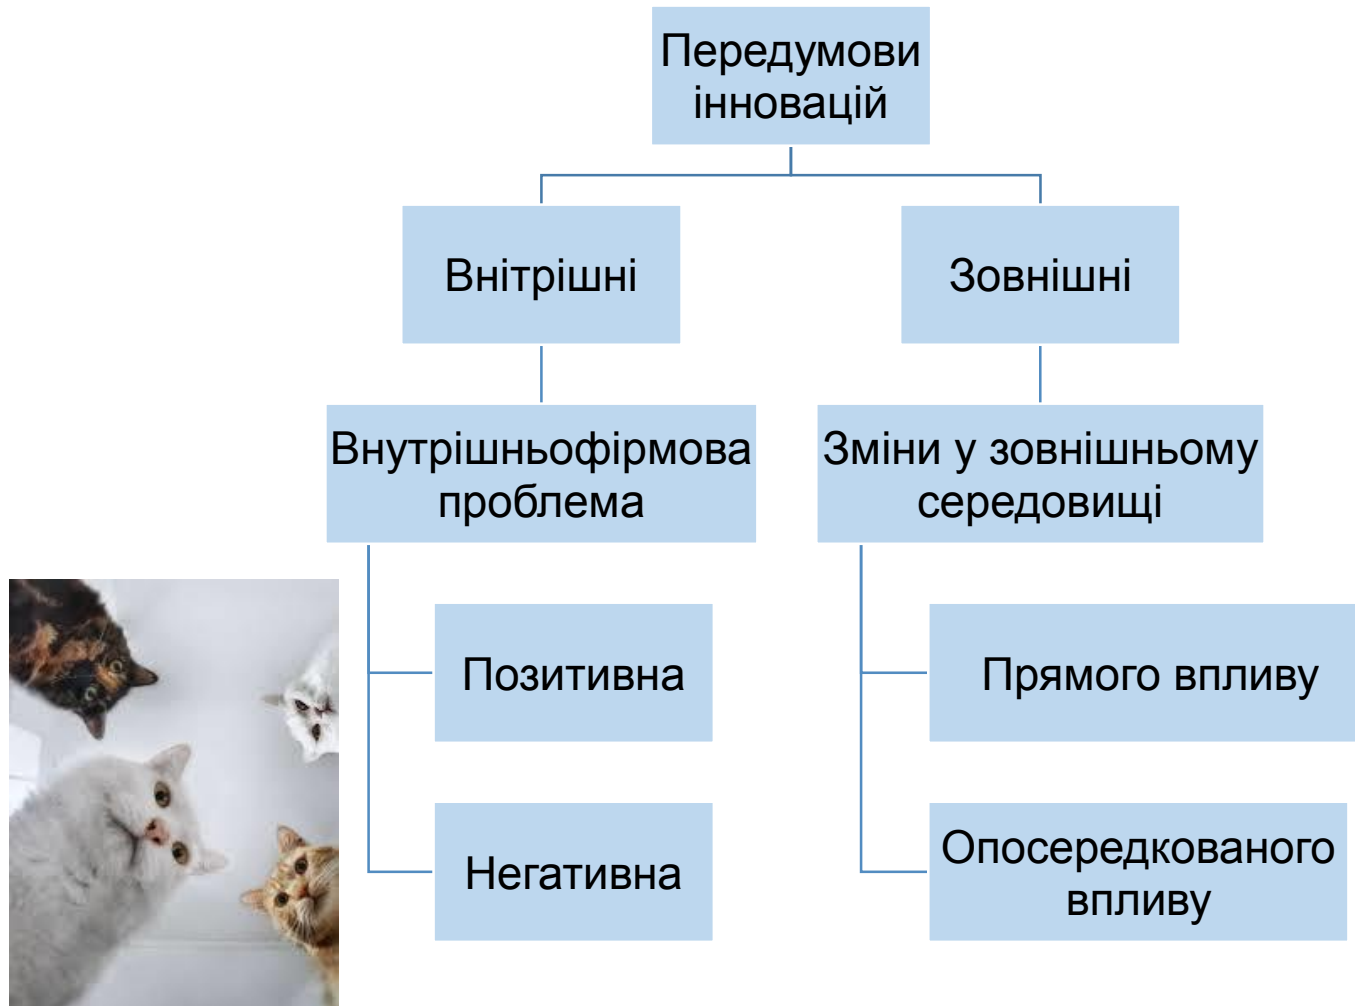 Передумови
інновацій
Внітрішні
Зовнішні
Внутрішньофірмова
проблема
Зміни у зовнішньому
середовищі
Позитивна
Прямого впливу
Негативна
Опосередкованого
впливу